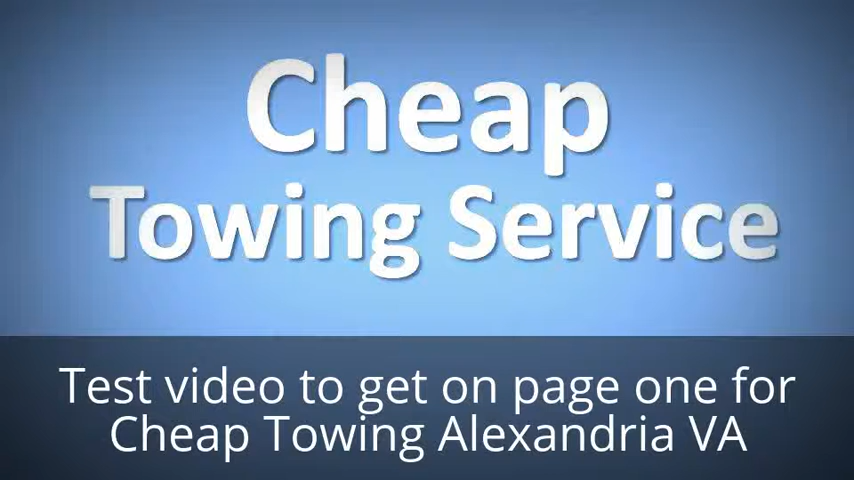 Cheap
Towing Service
Test video to get on page one for
Cheap Towing Alexandria VA